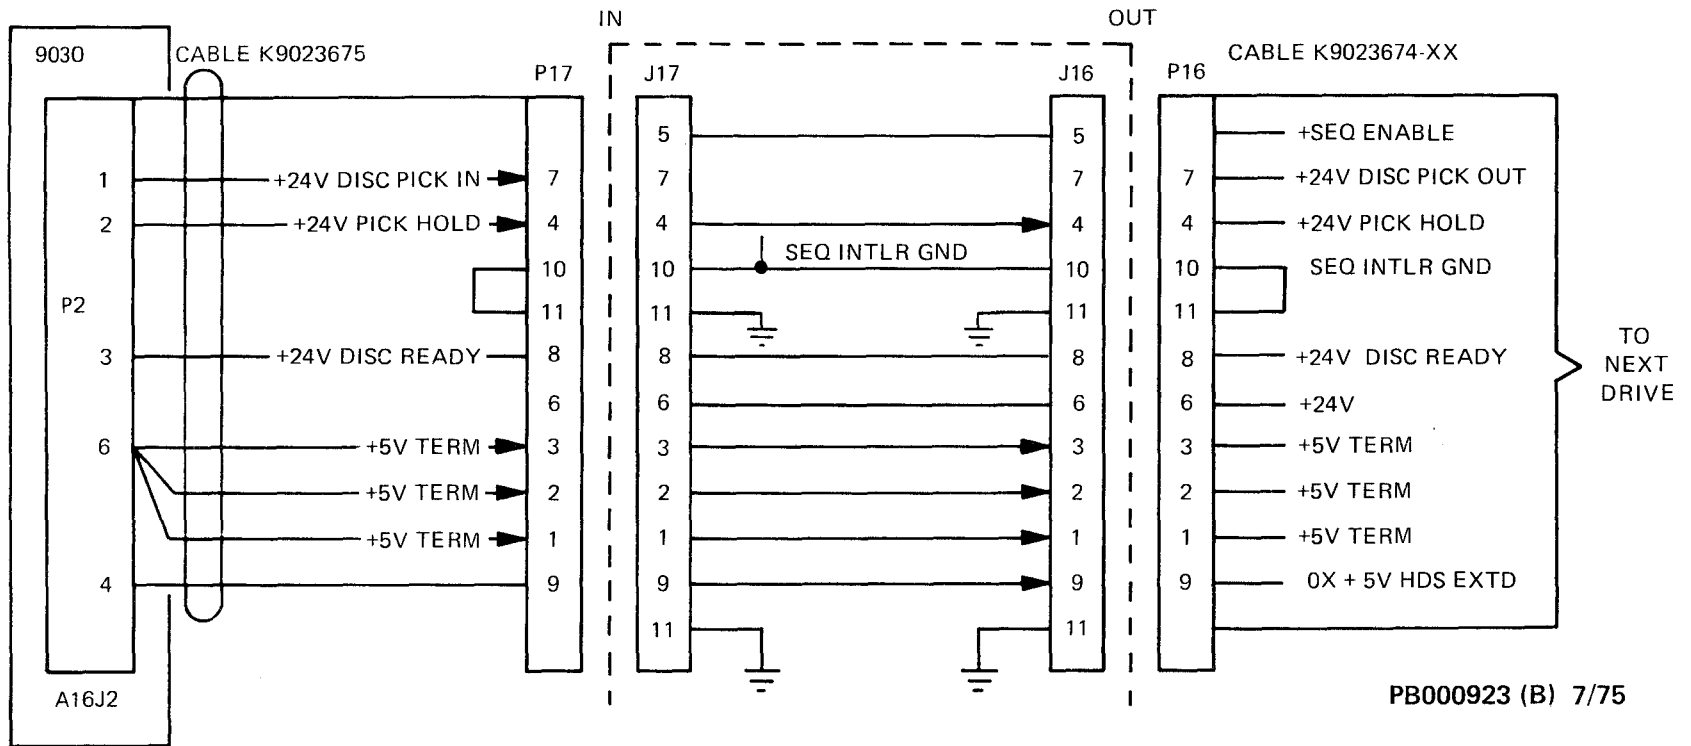 IN OUT
9030 CABLE K9023675 CABLE K9023674-XX
P17 J17 J16 P16
5 5 +SEQ ENABLE
1 +24V DISC PICK IN 7 7 7 7 +24V DISC PICK OUT
2 +24V PICK HOLD 4 4 4 4 +24V PICK HOLD
SEQ INTLR GND
10 10 10 10 SEQ INTLR GND
P2 11 11 11 11
3 +24V DISC READY 8 8 8 8 +24V DISC READY
TO
NEXT
DRIVE
6 6 6 6 +24V
6 +5V TERM 3 3 3 3 +5V TERM
+5V TERM 2 2 2 2 +5V TERM
+5V TERM 1 1 1 1 +5V TERM
4 9 9 9 9 0X + 5V HDS EXTD
11 11
A16J2
PB000923 (B) 7/75